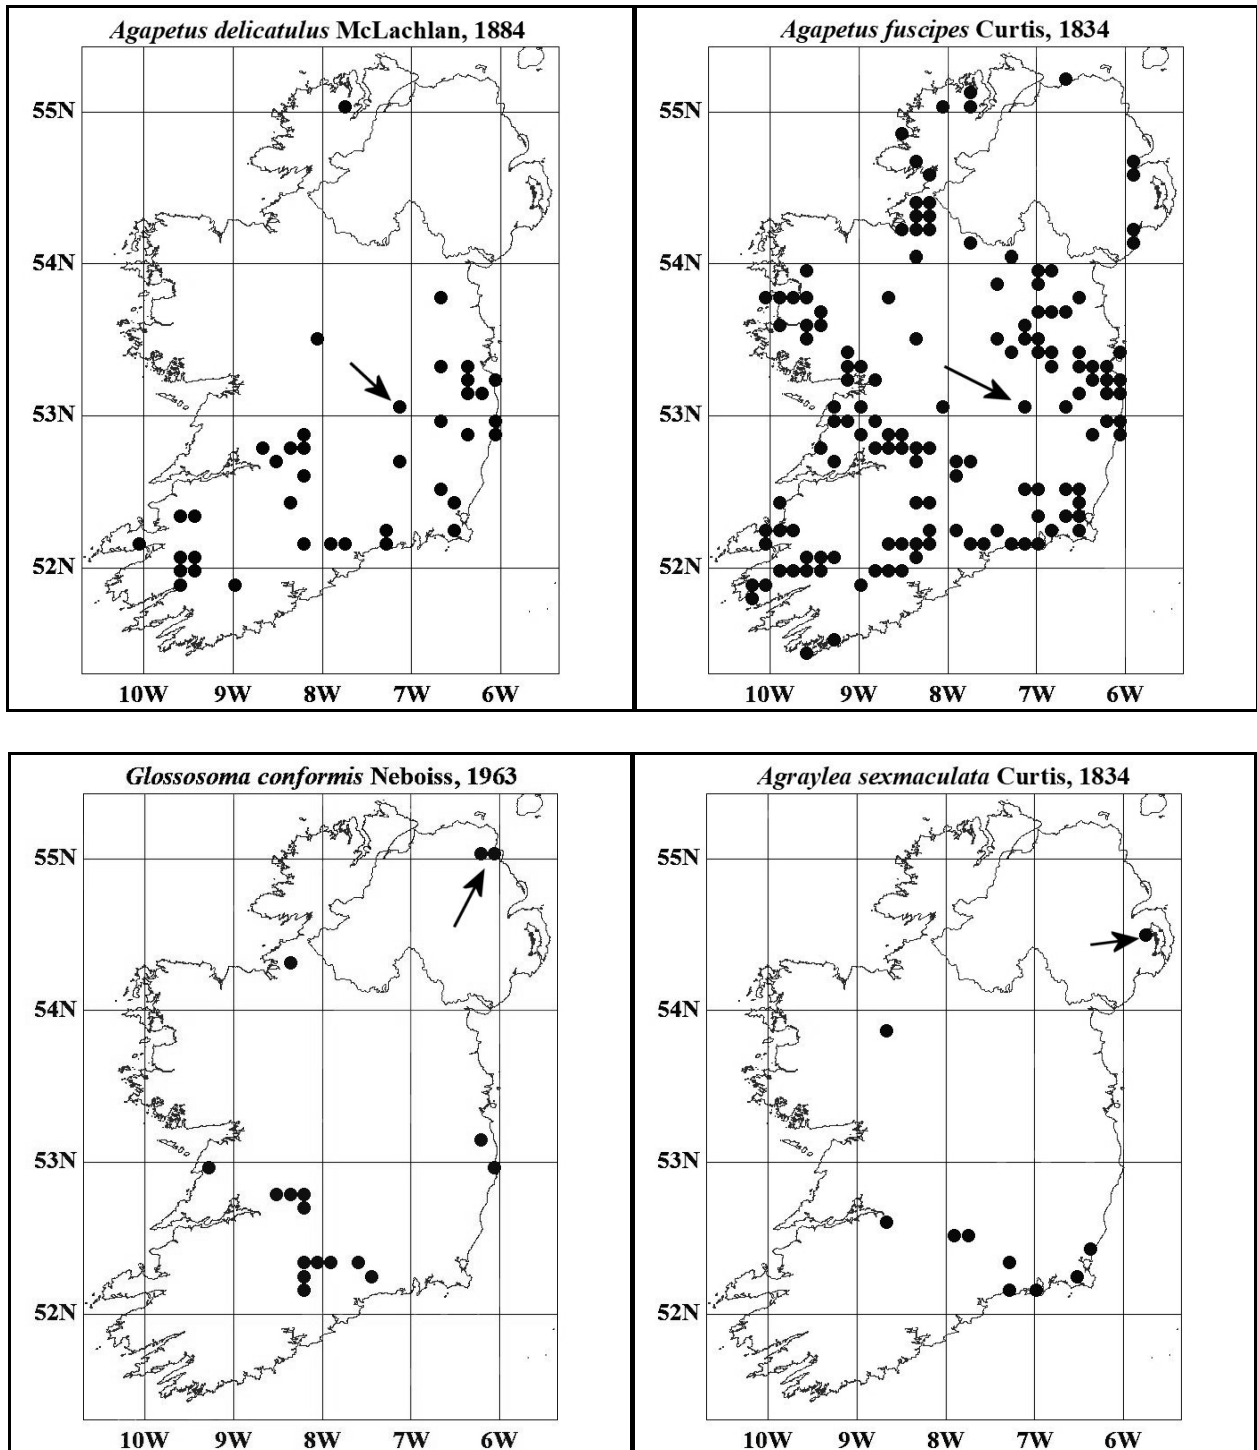 Agapetus delicatulus McLachlan, 1884
55N
54N
53N
52N
10W 9W 8W 7W 6W
Agapetus fuscipes Curtis, 1834
55N
54N
53N
52N
10W 9W 8W 7W 6W
Glossosoma conformis Neboiss, 1963
55N
54N
53N
52N
10W 9W 8W 7W 6W
Agraylea sexmaculata Curtis, 1834
55N
54N
53N
52N
10W 9W 8W 7W 6W